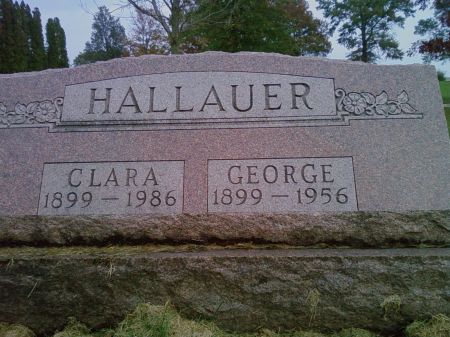 HALLAUER
CLARA
1899 — 1986
GEORGE
1899 — 1956